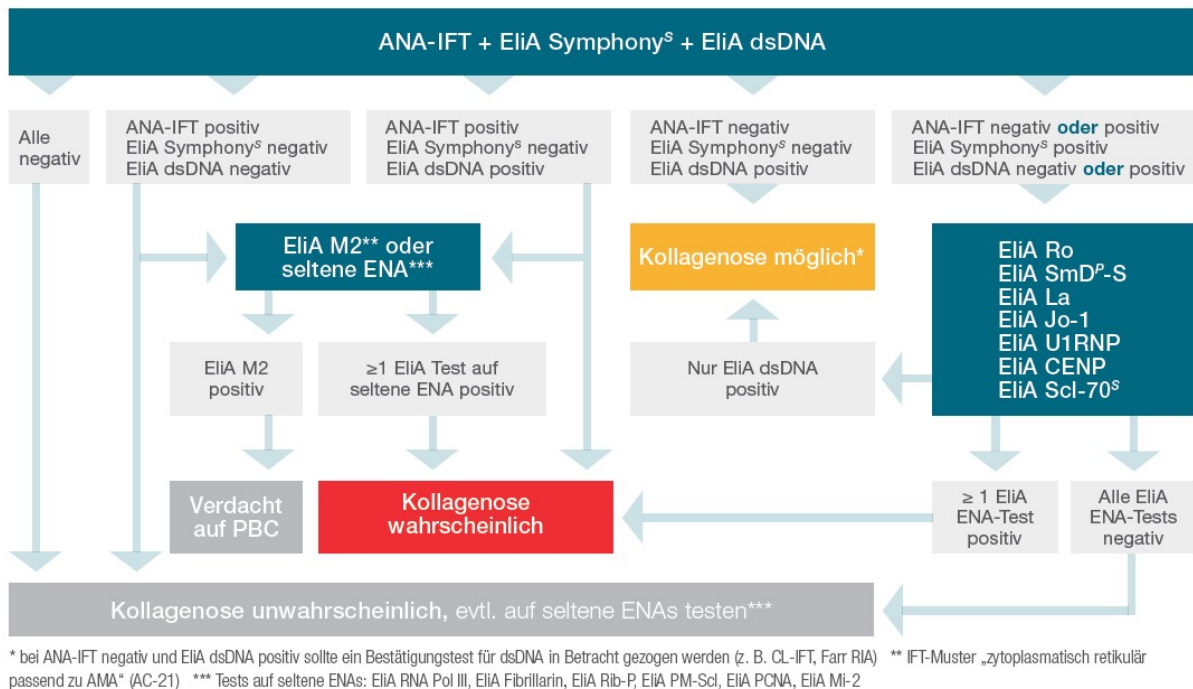 ANA-IFT + EliA Symphonyˢ + EliA dsDNA
Alle
negativ
ANA-IFT positiv
EliA Symphonyˢ negativ
EliA dsDNA negativ
ANA-IFT positiv
EliA Symphonyˢ negativ
EliA dsDNA positiv
ANA-IFT negativ
EliA Symphonyˢ negativ
EliA dsDNA positiv
ANA-IFT negativ oder positiv
EliA Symphonyˢ positiv
EliA dsDNA negativ oder positiv
EliA M2** oder
seltene ENA***
Kollagenose möglich*
EliA Ro
EliA SmDᴾ-S
EliA La
EliA Jo-1
EliA U1RNP
EliA CENP
EliA Scl-70ˢ
EliA M2
positiv
≥1 EliA Test auf
seltene ENA positiv
Nur EliA dsDNA
positiv
Verdacht
auf PBC
Kollagenose
wahrscheinlich
≥ 1 EliA
ENA-Test
positiv
Alle EliA
ENA-Tests
negativ
Kollagenose unwahrscheinlich, evtl. auf seltene ENAs testen***
* bei ANA-IFT negativ und EliA dsDNA positiv sollte ein Bestätigungstest für dsDNA in Betracht gezogen werden (z. B. CL-IFT, Farr RIA) ** IFT-Muster „zytoplasmatisch retikulär
passend zu AMA“ (AC-21) *** Tests auf seltene ENAs: EliA RNA Pol III, EliA Fibrillarin, EliA Rib-P, EliA PM-Scl, EliA PCNA, EliA Mi-2